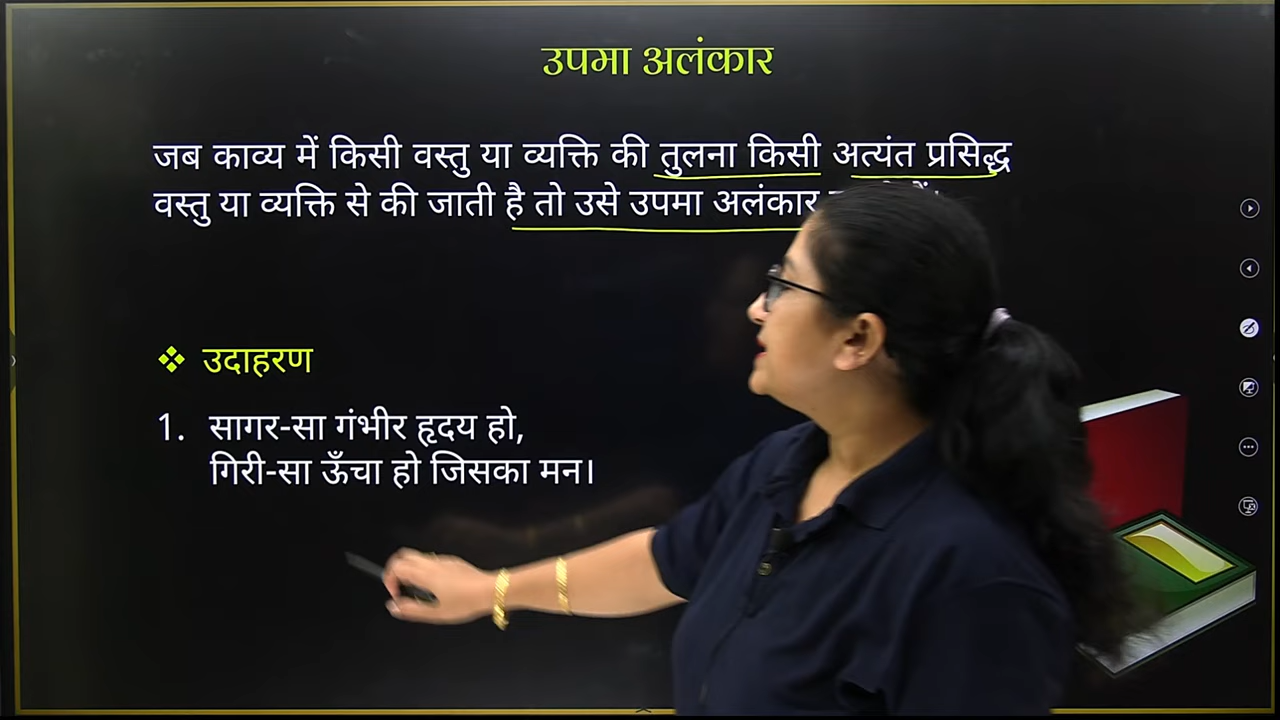 उपमा अलंकार
जब काव्य में किसी वस्तु या व्यक्ति की तुलना किसी अत्यंत प्रसिद्ध
वस्तु या व्यक्ति से की जाती है तो उसे उपमा अलंकार
उदाहरण
1. सागर-सा गंभीर हृदय हो,
गिरी-सा ऊँचा हो जिसका मन।